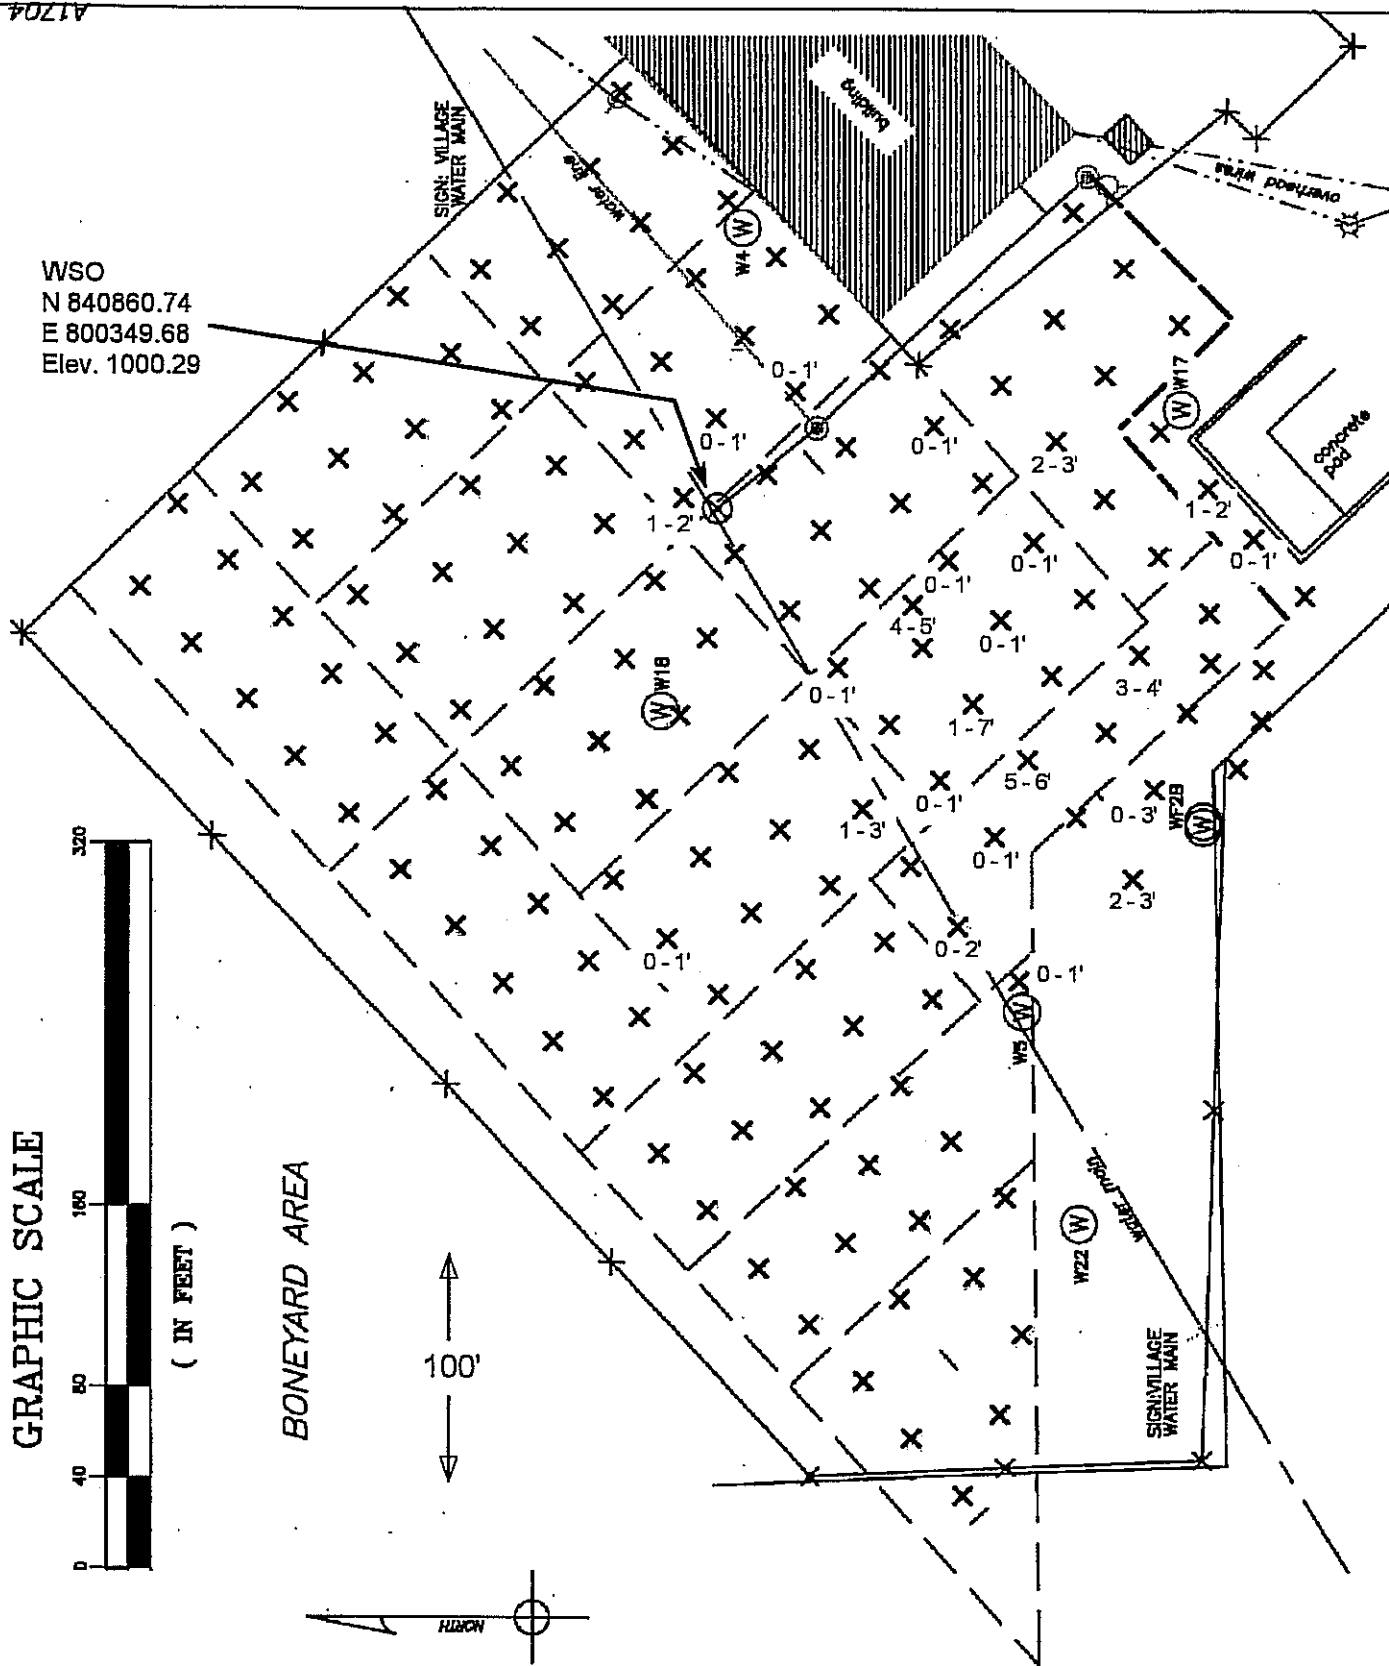 A1704
SIGN: VILLAGE
WATER MAIN
building
water line
overhead wires
WSO
N 840860.74
E 800349.68
Elev. 1000.29
W4
W
0-1'
0-1'
0-1'
2-3'
W
W17
concrete
pad
1-2'
1-2'
0-1'
0-1'
0-1'
4-5'
0-1'
W18
W
0-1'
3-4'
1-7'
5-6'
0-1'
0-3'
WF2B
W
1-3'
0-1'
2-3'
0-2'
0-1'
0-1'
W
W5
GRAPHIC SCALE
0
40
80
160
320
( IN FEET )
BONEYARD AREA
100'
water main
W
W22
SIGN:VILLAGE
WATER MAIN
NORTH